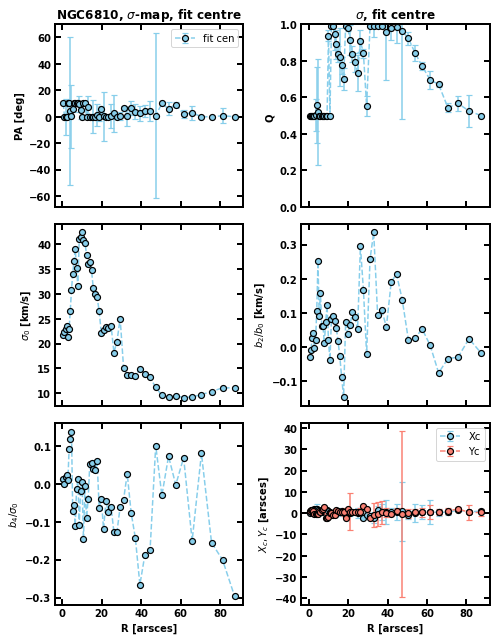 NGC6810, σ-map, fit centre
σ, fit centre
PA [deg]
60
40
20
0
−20
−40
−60
fit cen
Q
1.0
0.8
0.6
0.4
0.2
0.0
σ₀ [km/s]
40
35
30
25
20
15
10
b₂/b₀ [km/s]
0.3
0.2
0.1
0.0
−0.1
b₄/σ₀
0.1
0.0
−0.1
−0.2
−0.3
0 20 40 60 80
R [arsces]
Xc, Yc [arsces]
40
30
20
10
0
−10
−20
−30
−40
Xc
Yc
0 20 40 60 80
R [arsces]